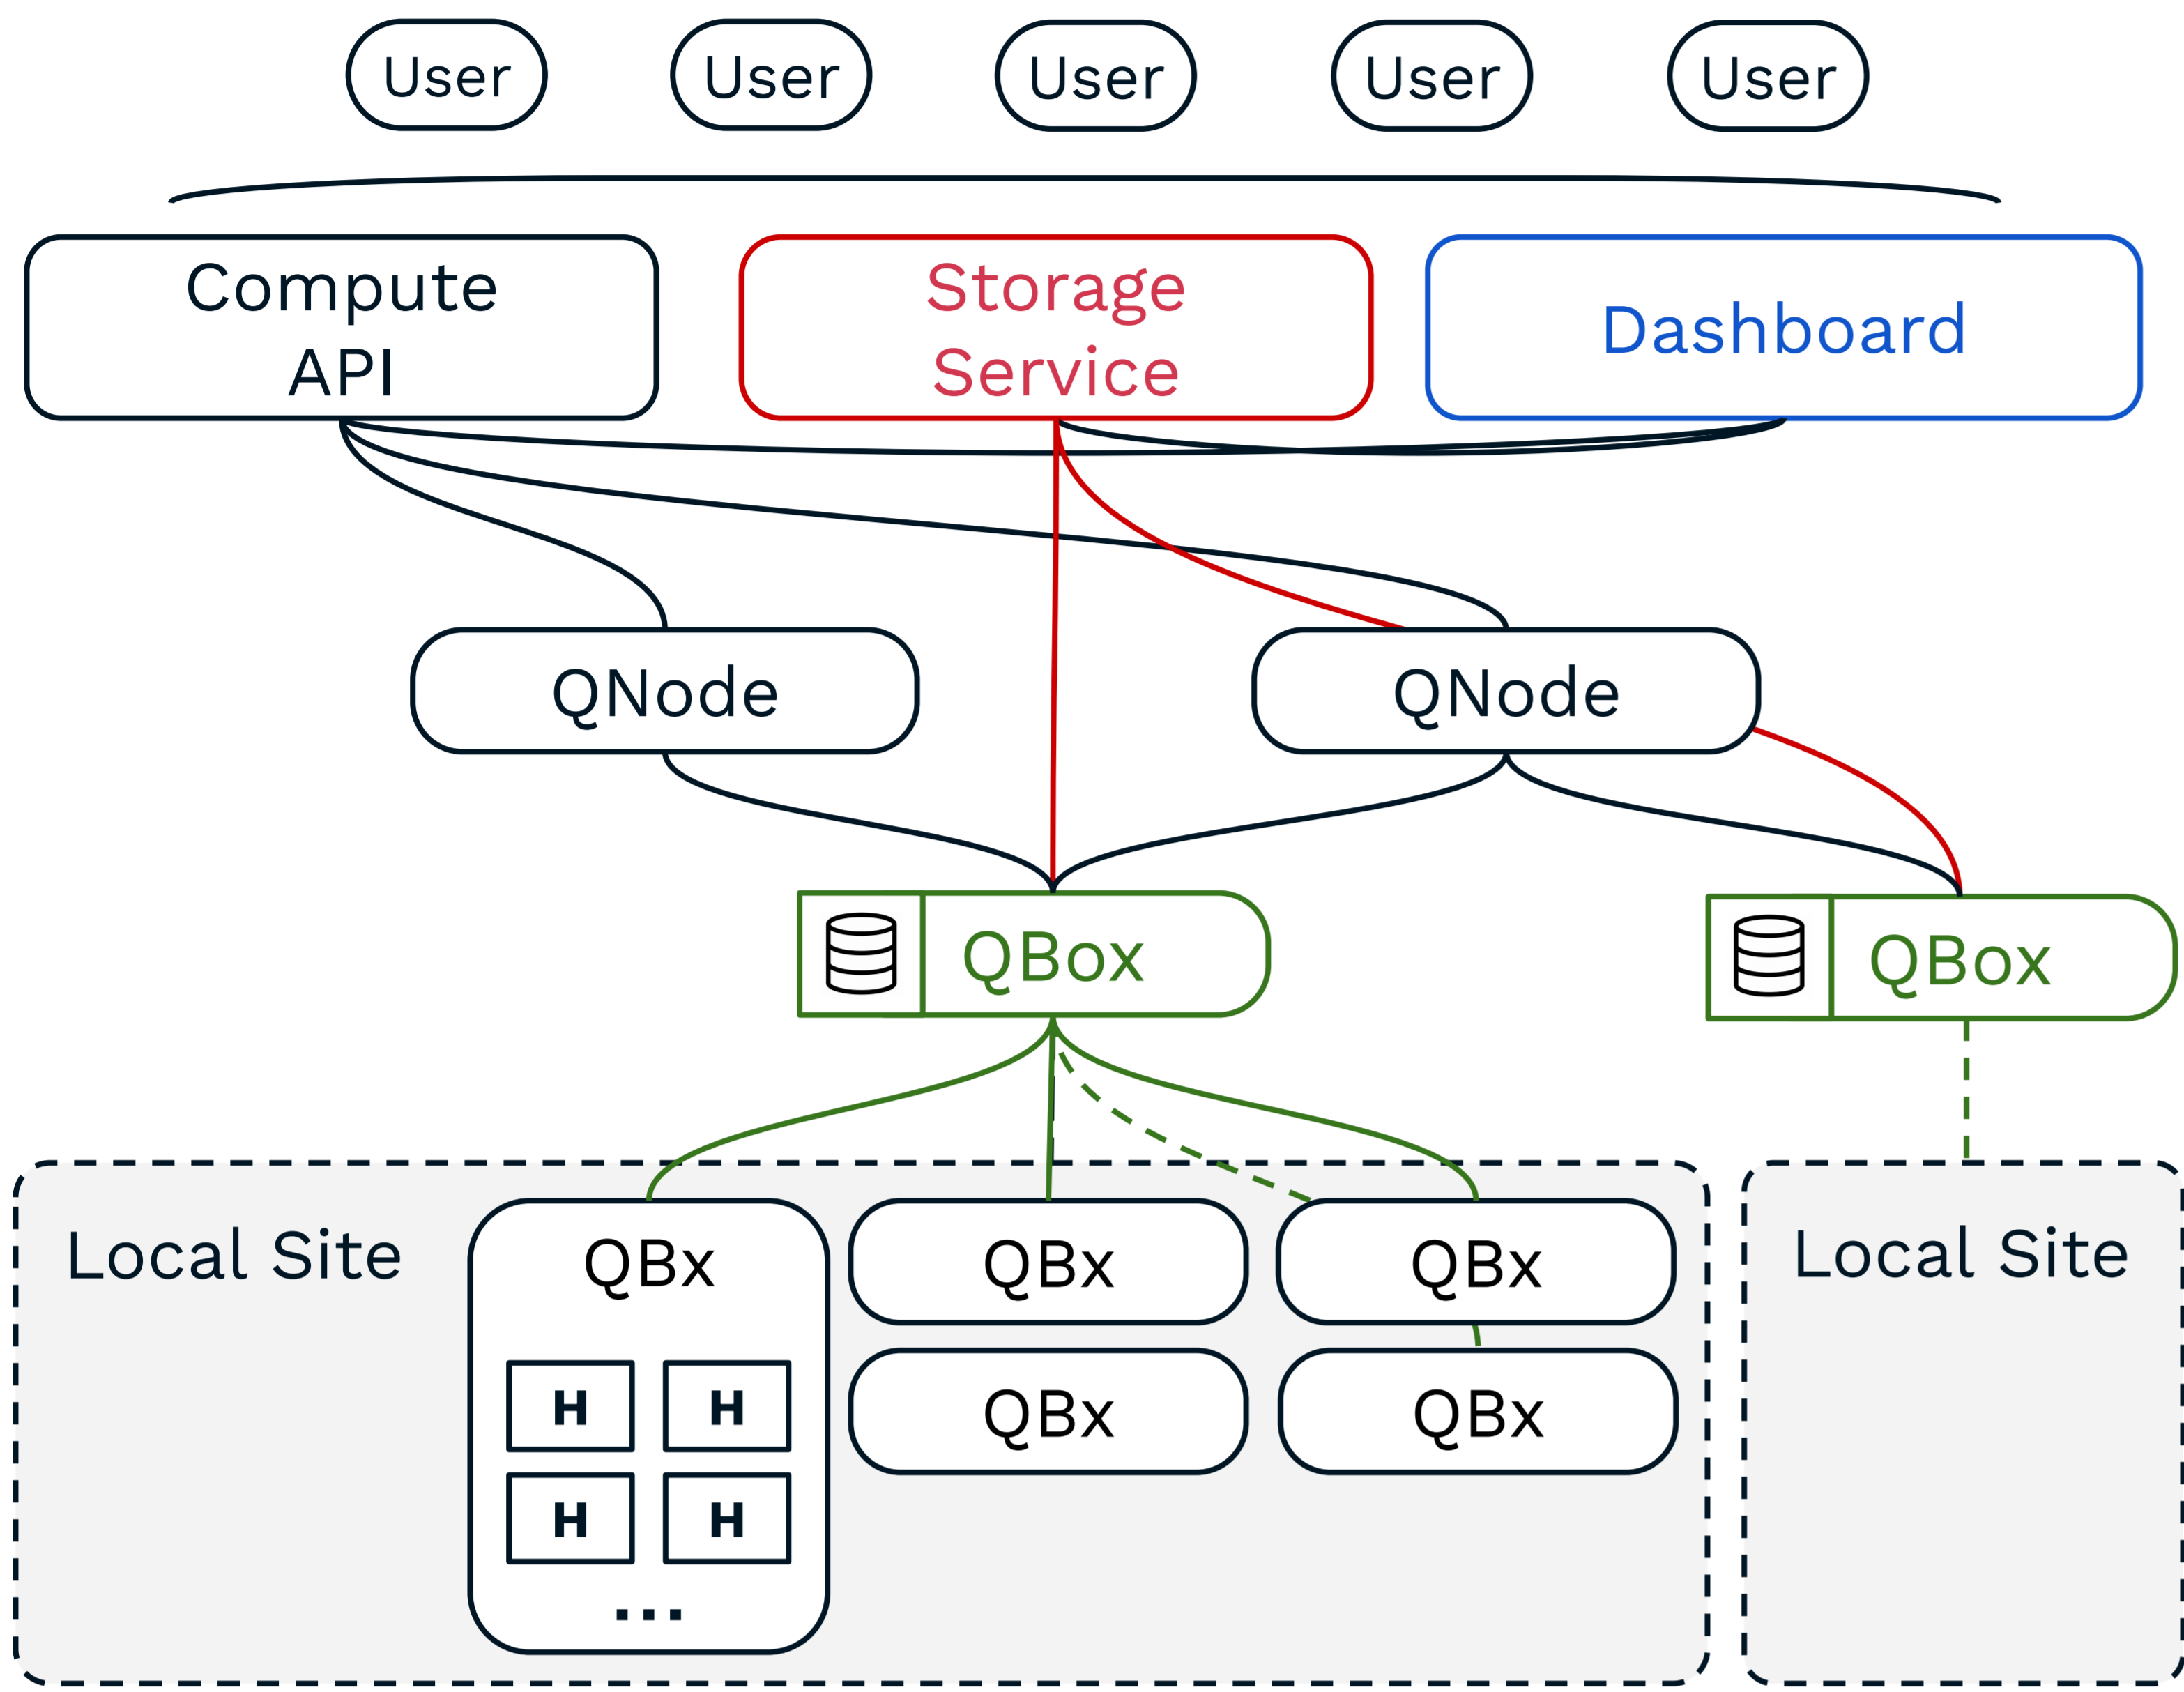 User
User
User
User
User
Compute
API
Storage
Service
Dashboard
QNode
QNode
QBox
QBox
Local Site
QBx
QBx
QBx
Local Site
H
H
QBx
QBx
H
H
...